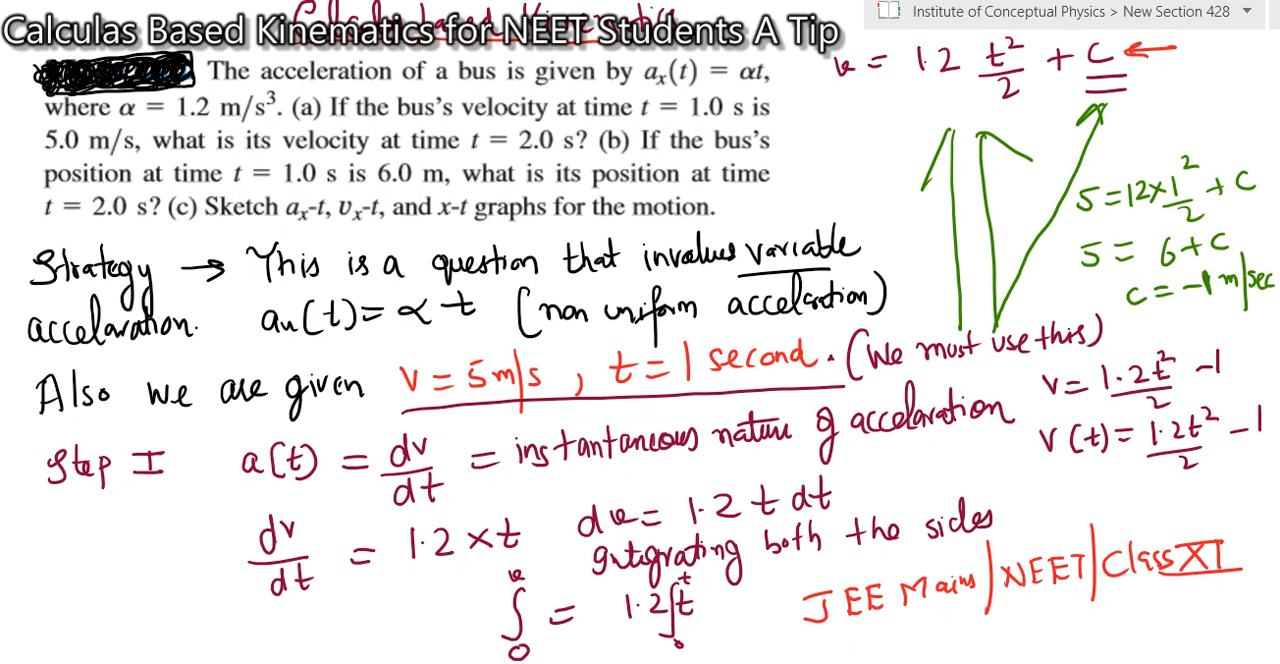 Institute of Conceptual Physics > New Section 428
Calculas Based Kinematics for NEET Students A Tip
The acceleration of a bus is given by aₓ(t) = αt,
where α = 1.2 m/s³. (a) If the bus's velocity at time t = 1.0 s is
5.0 m/s, what is its velocity at time t = 2.0 s? (b) If the bus's
position at time t = 1.0 s is 6.0 m, what is its position at time
t = 2.0 s? (c) Sketch aₓ-t, vₓ-t, and x-t graphs for the motion.
Strategy → This is a question that involves variable
accelaration. aₓ(t) = αt (non uniform acceleration)
Also we are given v = 5m/s, t = 1 second. (We must use this)
Step I a(t) = dv/dt = instantaneous nature of acceleration
dv/dt = 1.2 × t dv = 1.2 t dt
Integrating both the sides
∫₀ᵛ = 1.2 ∫₀ᵗ t
v = 1.2 t²/2 + C
5 = 12×1²/2 + C
5 = 6 + C
C = -1 m/sec
v = 1.2t²/2 - 1
v(t) = 1.2t²/2 - 1
JEE Mains/NEET/Class XI